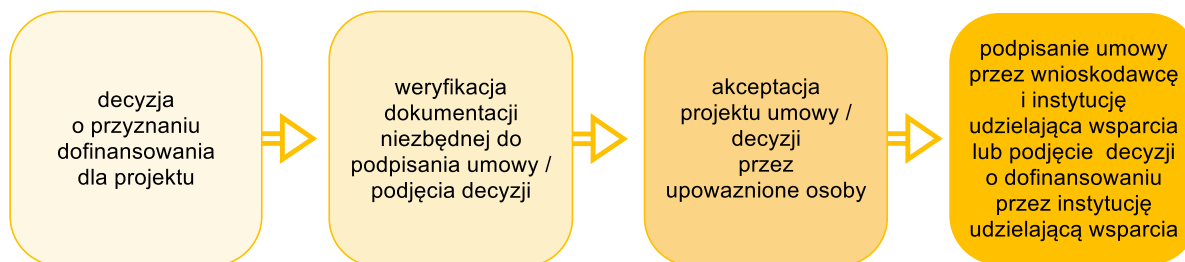 decyzja
o przyznaniu
dofinansowania
dla projektu
weryfikacja
dokumentacji
niezbędnej do
podpisania umowy /
podjęcia decyzji
akceptacja
projektu umowy /
decyzji
przez
upowaznione osoby
podpisanie umowy
przez wnioskodawcę
i instytucję
udzielająca wsparcia
lub podjęcie decyzji
o dofinansowaniu
przez instytucję
udzielającą wsparcia